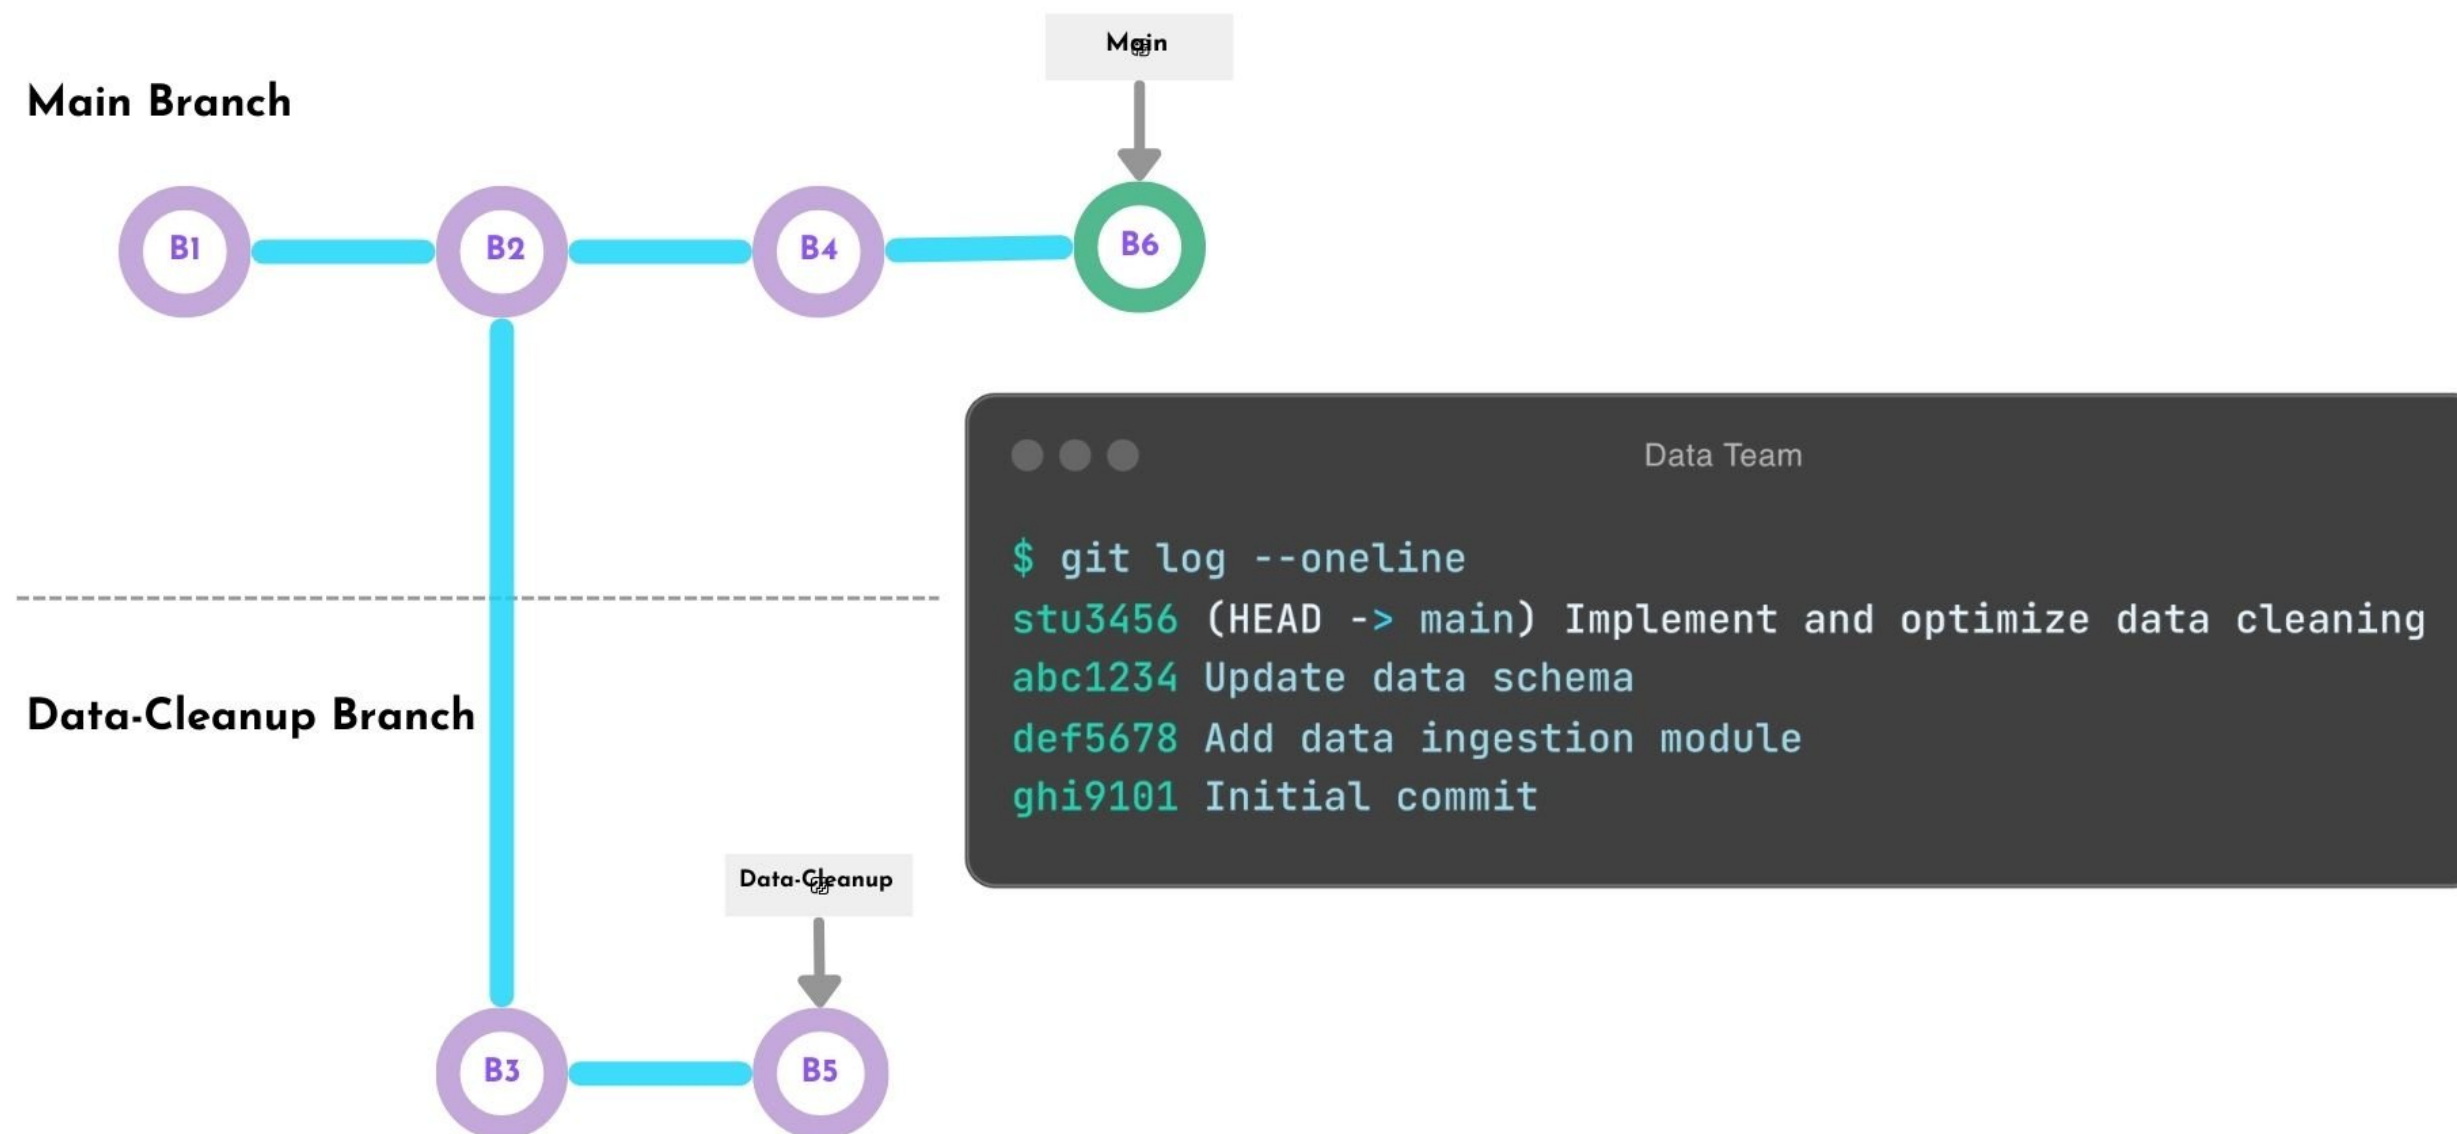 Main
Main Branch
B1
B2
B4
B6
Data Team
$ git log --oneline
stu3456 (HEAD -> main) Implement and optimize data cleaning
abc1234 Update data schema
def5678 Add data ingestion module
ghi9101 Initial commit
Data-Cleanup Branch
Data-Cleanup
B3
B5